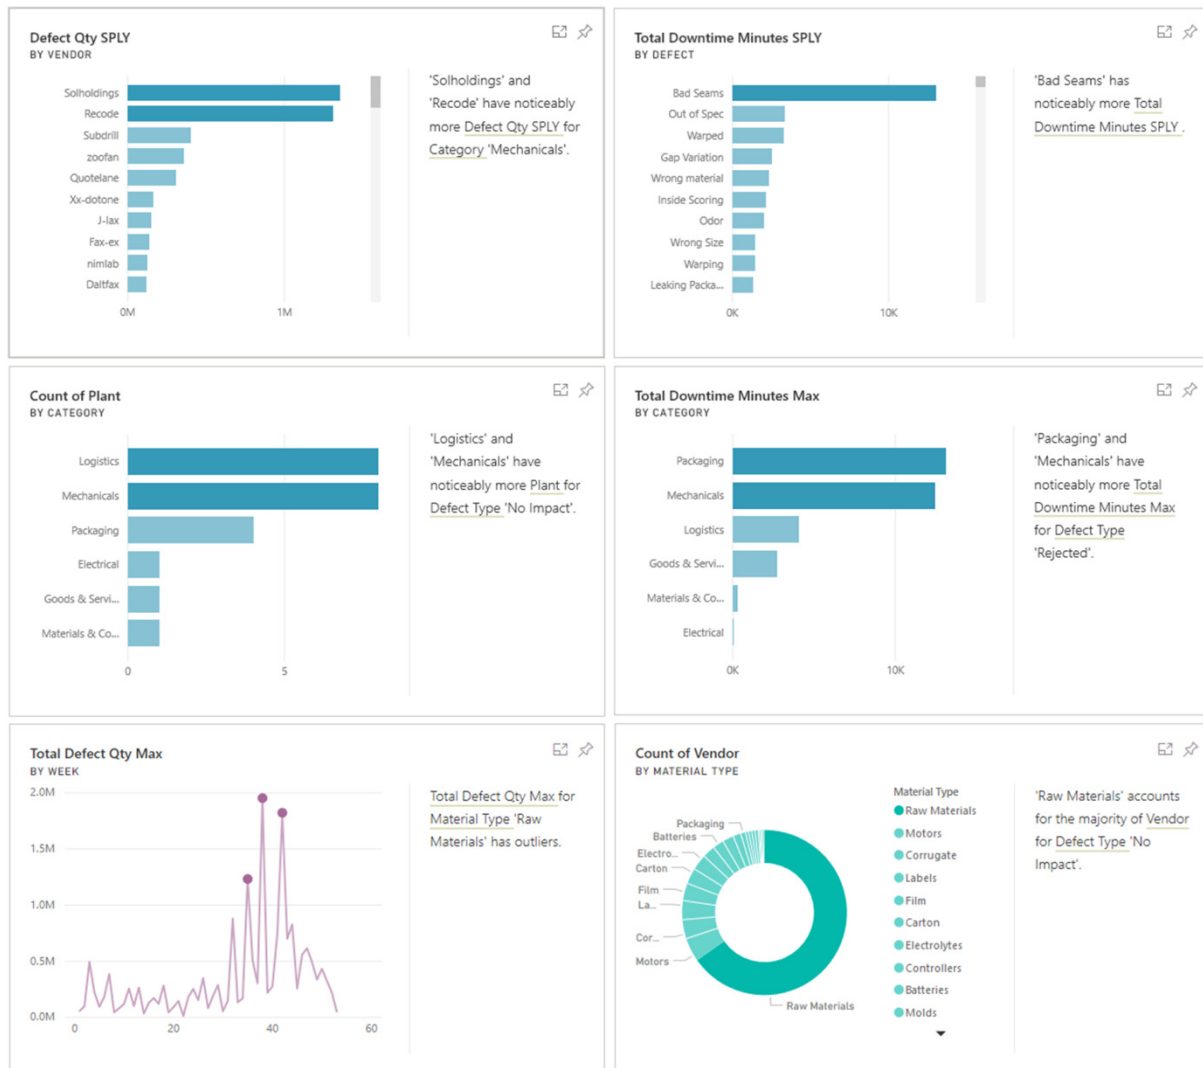 Defect Qty SPLY
BY VENDOR
Solholdings
Recode
Subdrill
zoofan
Quotelane
Xx-dotone
J-lax
Fax-ex
nimlab
Daltfax
0M
1M
'Solholdings' and
'Recode' have noticeably
more Defect Qty SPLY for
Category 'Mechanicals'.
Total Downtime Minutes SPLY
BY DEFECT
Bad Seams
Out of Spec
Warped
Gap Variation
Wrong material
Inside Scoring
Odor
Wrong Size
Warping
Leaking Packa...
0K
10K
'Bad Seams' has
noticeably more Total
Downtime Minutes SPLY .
Count of Plant
BY CATEGORY
Logistics
Mechanicals
Packaging
Electrical
Goods & Servi...
Materials & Co...
0
5
'Logistics' and
'Mechanicals' have
noticeably more Plant for
Defect Type 'No Impact'.
Total Downtime Minutes Max
BY CATEGORY
Packaging
Mechanicals
Logistics
Goods & Servi...
Materials & Co...
Electrical
0K
10K
'Packaging' and
'Mechanicals' have
noticeably more Total
Downtime Minutes Max
for Defect Type
'Rejected'.
Total Defect Qty Max
BY WEEK
2.0M
1.5M
1.0M
0.5M
0.0M
0
20
40
60
Total Defect Qty Max for
Material Type 'Raw
Materials' has outliers.
Count of Vendor
BY MATERIAL TYPE
Packaging
Batteries
Electro...
Carton
Film
La...
Cor...
Motors
Raw Materials
Material Type
Raw Materials
Motors
Corrugate
Labels
Film
Carton
Electrolytes
Controllers
Batteries
Molds
'Raw Materials' accounts
for the majority of Vendor
for Defect Type 'No
Impact'.